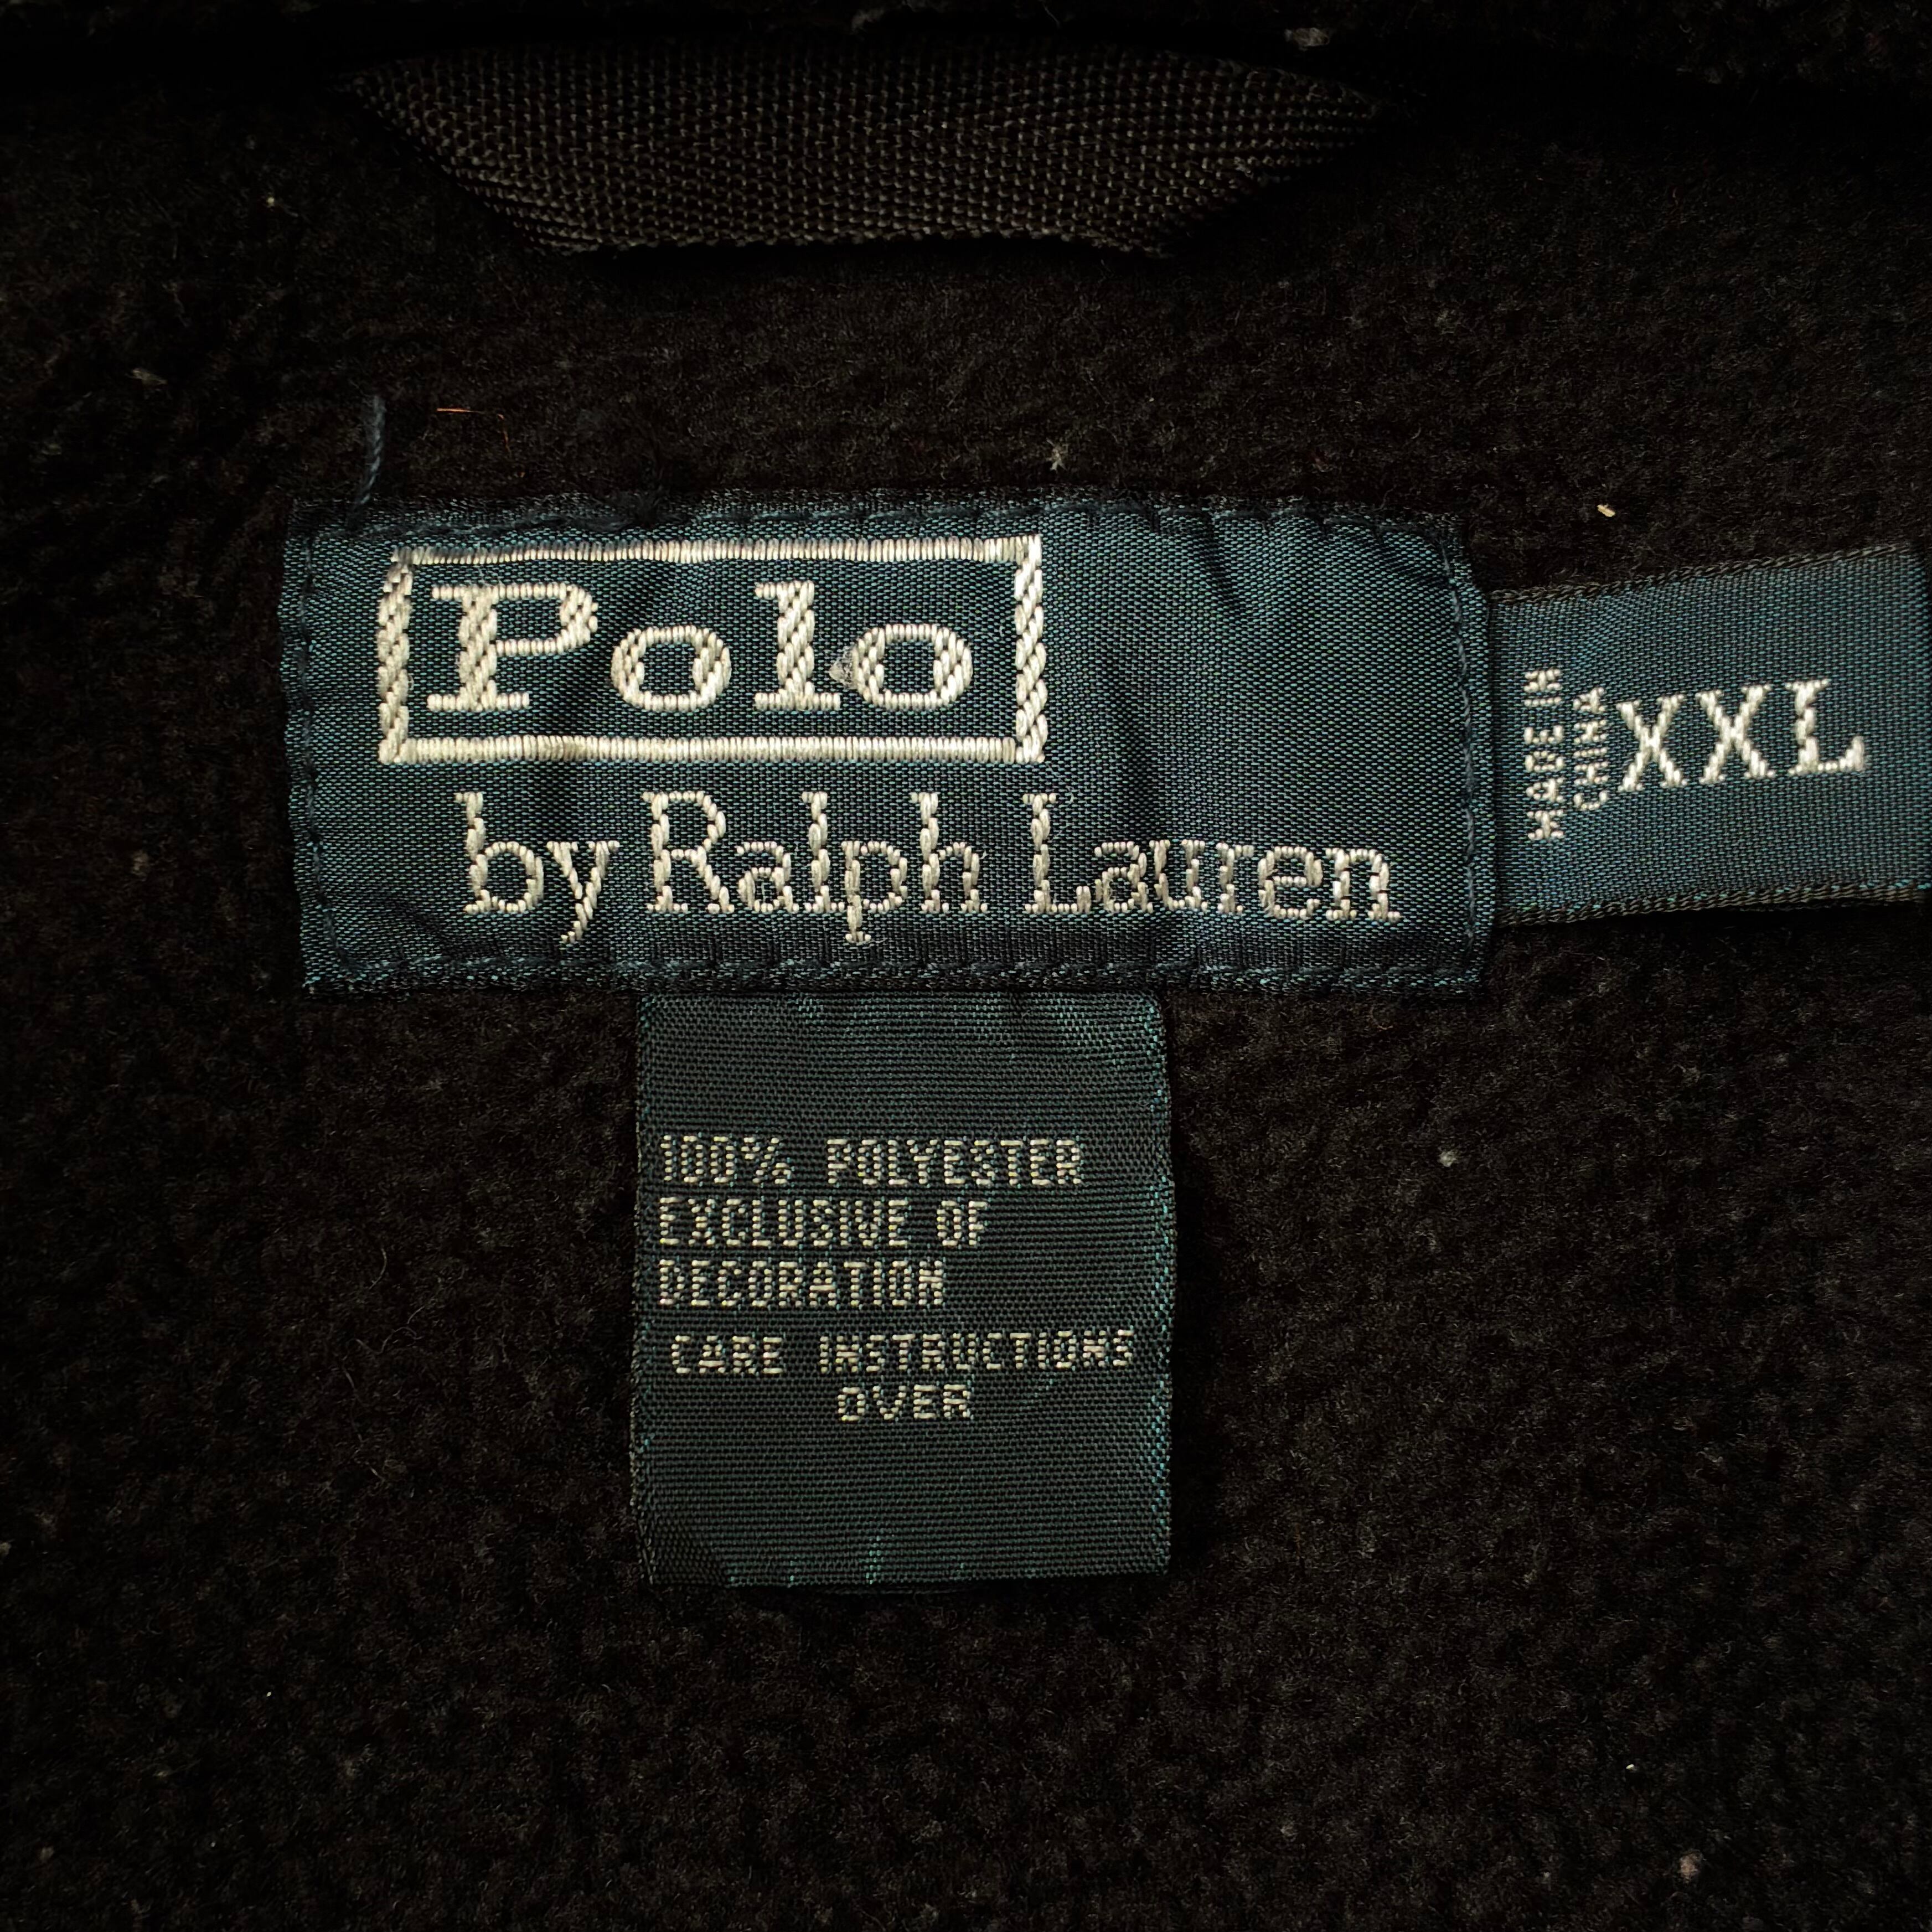 Polo
by Ralph Lauren
MADE IN
CHINA
XXL
100% POLYESTER
EXCLUSIVE OF
DECORATION
CARE INSTRUCTIONS
OVER